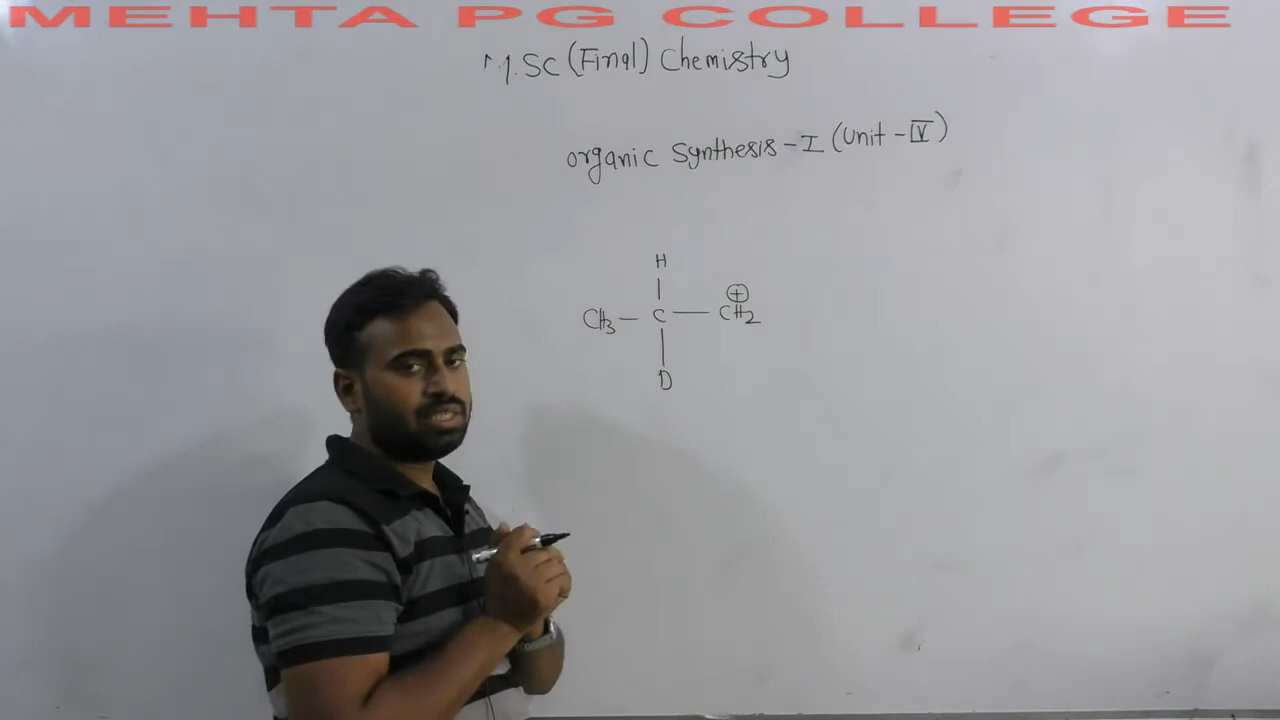 MEHTA PG COLLEGE
M.SC (Final) Chemistry
organic synthesis - I (Unit - IV)
H
CH3 - C - CH2 ⊕
D